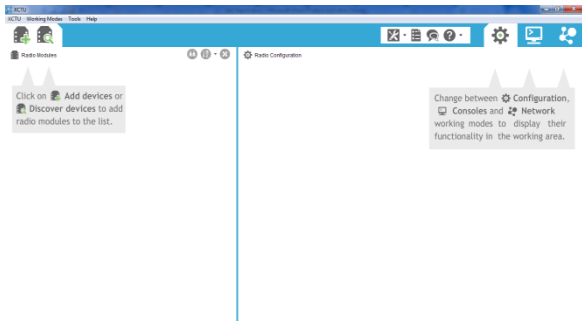 XCTU
XCTU Working Modes Tools Help
Radio Modules
Radio Configuration
Click on Add devices or
Discover devices to add
radio modules to the list.
Change between Configuration,
Consoles and Network
working modes to display their
functionality in the working area.